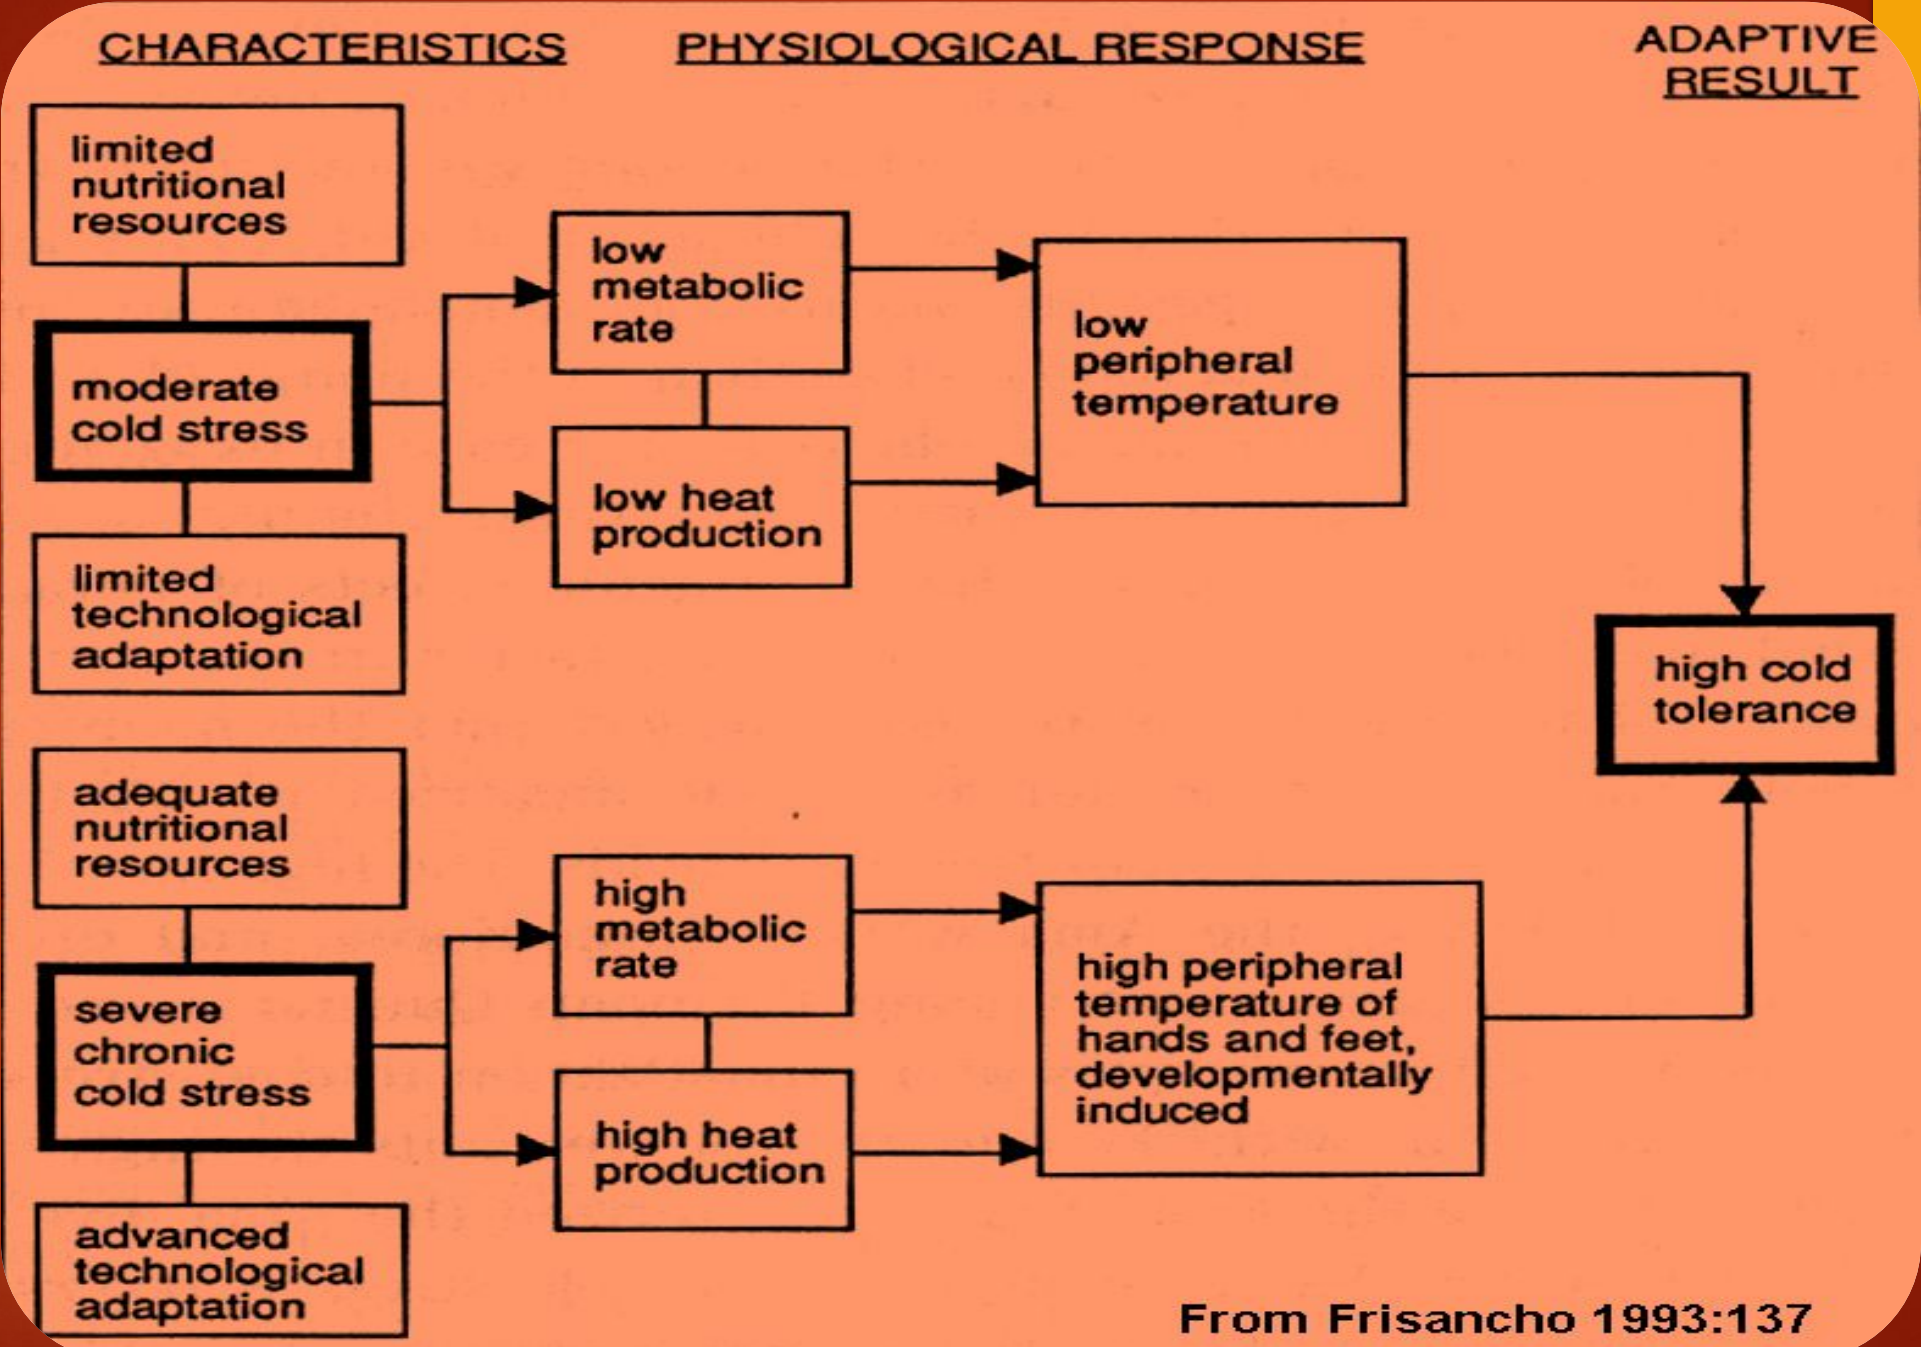 CHARACTERISTICS
PHYSIOLOGICAL RESPONSE
ADAPTIVE
RESULT
limited
nutritional
resources
moderate
cold stress
limited
technological
adaptation
low
metabolic
rate
low heat
production
low
peripheral
temperature
high cold
tolerance
adequate
nutritional
resources
severe
chronic
cold stress
advanced
technological
adaptation
high
metabolic
rate
high heat
production
high peripheral
temperature of
hands and feet,
developmentally
induced
From Frisancho 1993:137